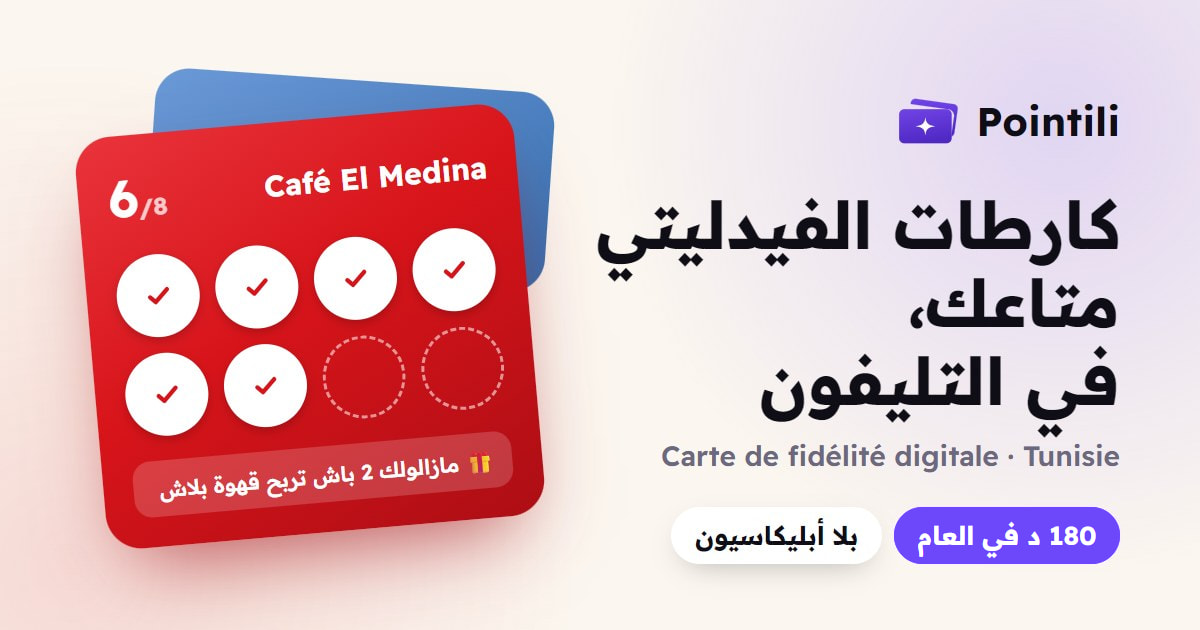 Pointili
كارطات الفيدليتي
متاعك،
في التليفون
Carte de fidélité digitale · Tunisie
180 د في العام
بلا أبليكاسيون
Café El Medina
6/8
مازالولك 2 باش تربح قهوة بلاش